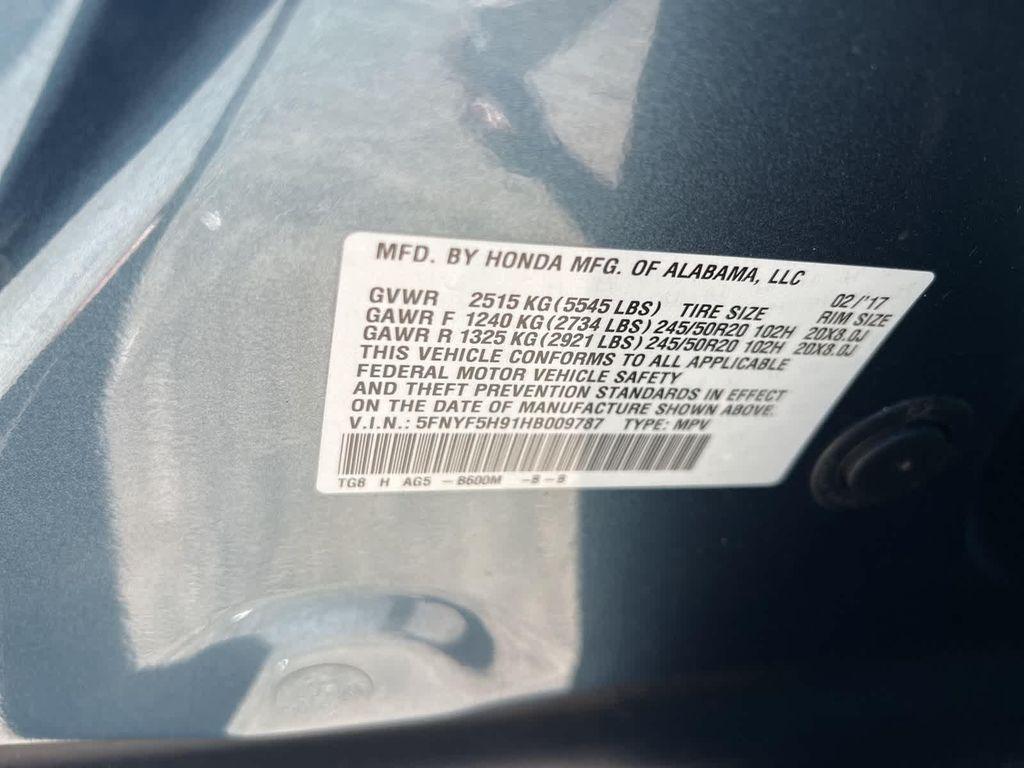 MFD. BY HONDA MFG. OF ALABAMA, LLC
02/'17
GVWR 2515 KG (5545 LBS) TIRE SIZE RIM SIZE
GAWR F 1240 KG (2734 LBS) 245/50R20 102H 20X8.0J
GAWR R 1325 KG (2921 LBS) 245/50R20 102H 20X8.0J
THIS VEHICLE CONFORMS TO ALL APPLICABLE
FEDERAL MOTOR VEHICLE SAFETY
AND THEFT PREVENTION STANDARDS IN EFFECT
ON THE DATE OF MANUFACTURE SHOWN ABOVE.
V.I.N.: 5FNYF5H91HB009787 TYPE: MPV
TG8 H AG5 -B600M -B-B